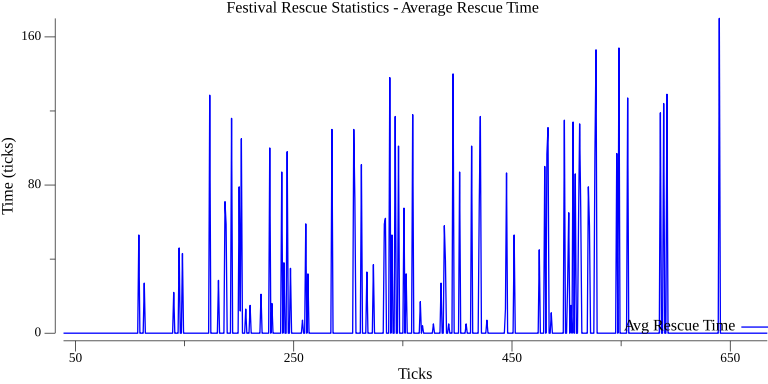 Festival Rescue Statistics - Average Rescue Time
160
80
0
Time (ticks)
Avg Rescue Time
50
250
450
650
Ticks